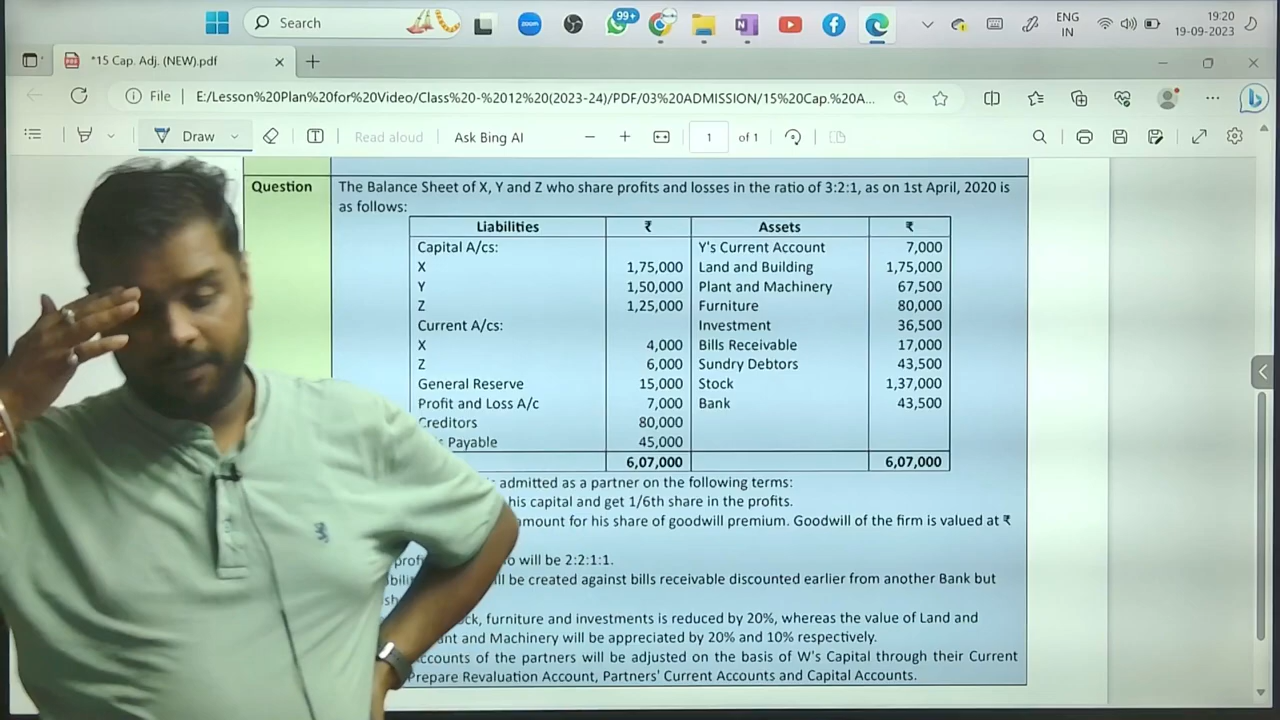 Search
99+
ENG
IN
19:20
19-09-2023
*15 Cap. Adj. (NEW).pdf
File
E:/Lesson%20Plan%20for%20Video/Class%20-%2012%20(2023-24)/PDF/03%20ADMISSION/15%20Cap.%20A...
Draw
Read aloud
Ask Bing AI
1
of 1
Question
The Balance Sheet of X, Y and Z who share profits and losses in the ratio of 3:2:1, as on 1st April, 2020 is
as follows:
Liabilities ₹ Assets ₹
Capital A/cs: Y's Current Account 7,000
X 1,75,000 Land and Building 1,75,000
Y 1,50,000 Plant and Machinery 67,500
Z 1,25,000 Furniture 80,000
Current A/cs: Investment 36,500
X 4,000 Bills Receivable 17,000
Z 6,000 Sundry Debtors 43,500
General Reserve 15,000 Stock 1,37,000
Profit and Loss A/c 7,000 Bank 43,500
Creditors 80,000
Payable 45,000
6,07,000 6,07,000
admitted as a partner on the following terms:
his capital and get 1/6th share in the profits.
for his share of goodwill premium. Goodwill of the firm is valued at ₹
will be 2:2:1:1.
be created against bills receivable discounted earlier from another Bank but
furniture and investments is reduced by 20%, whereas the value of Land and
and Machinery will be appreciated by 20% and 10% respectively.
of the partners will be adjusted on the basis of W's Capital through their Current
Prepare Revaluation Account, Partners' Current Accounts and Capital Accounts.